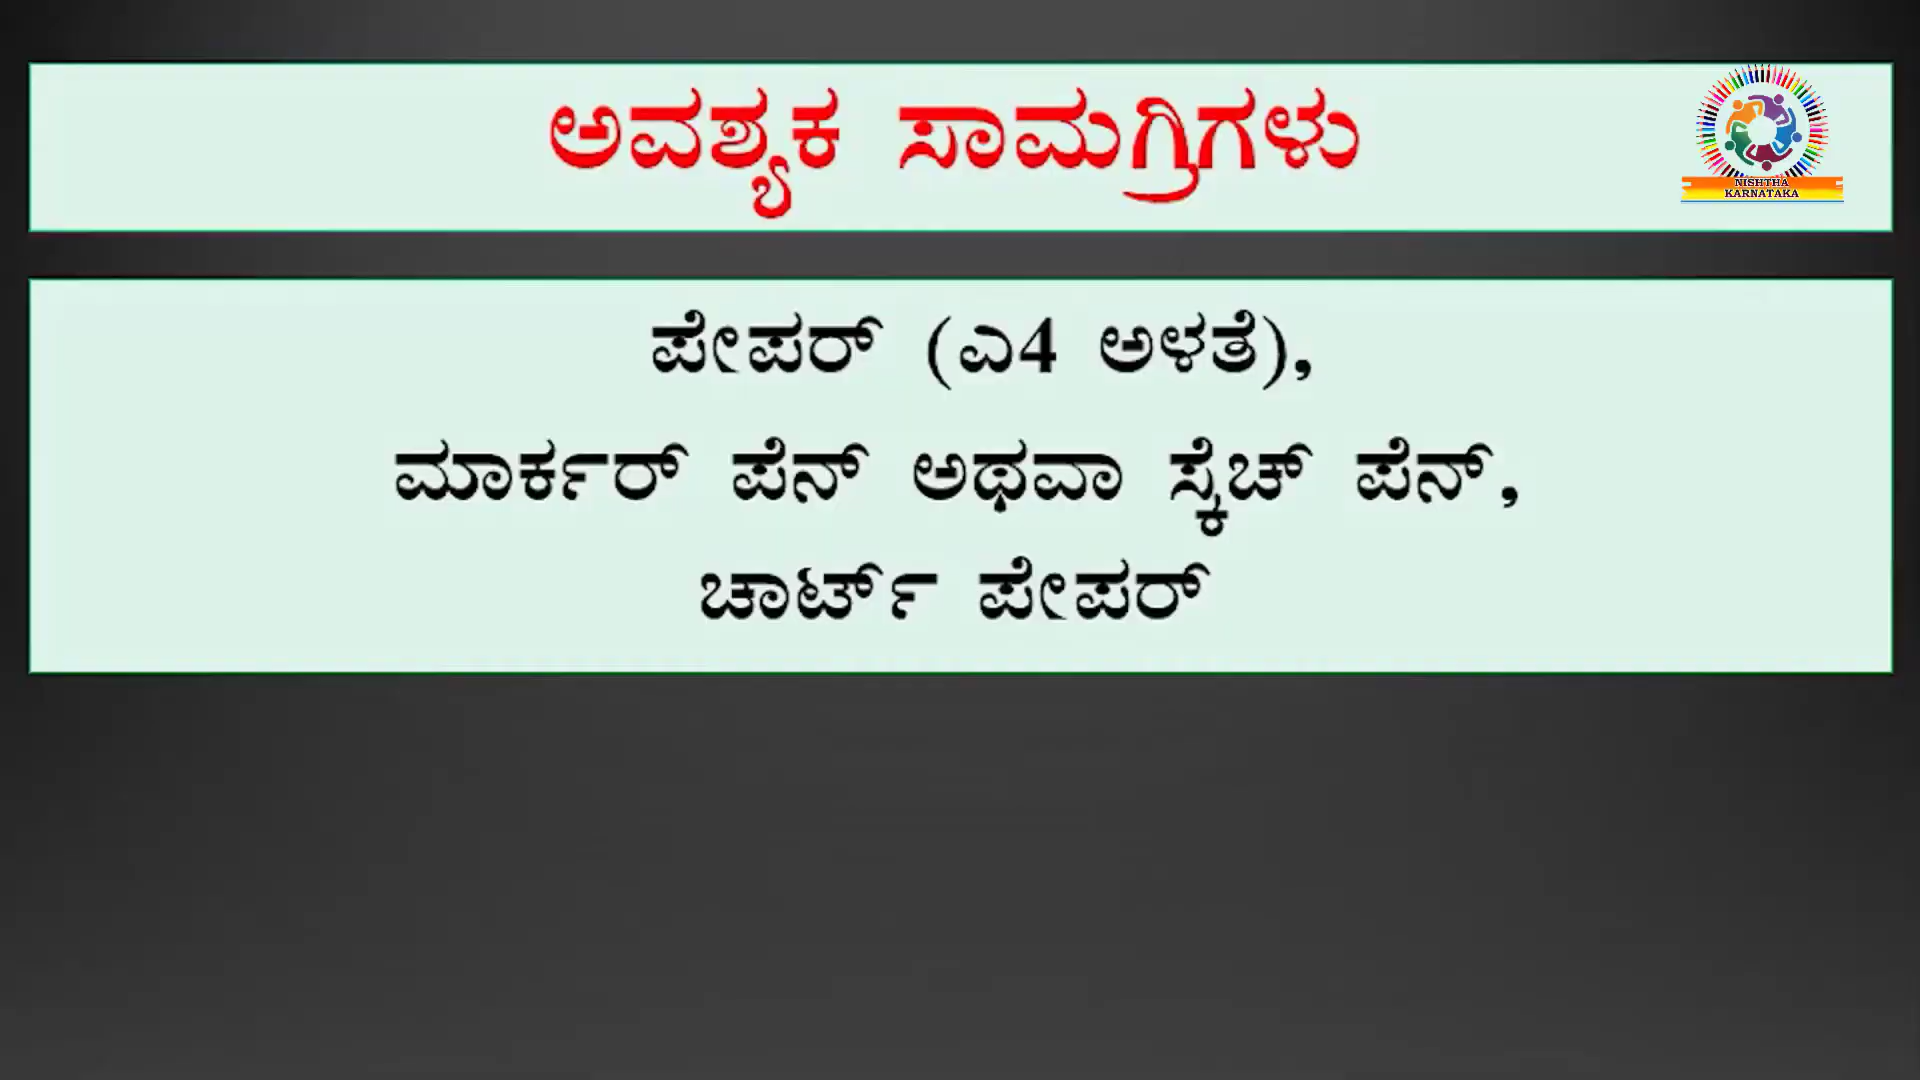 ಅವಶ್ಯಕ ಸಾಮಗ್ರಿಗಳು
NISHTHA
KARNATAKA
ಪೇಪರ್ (ಎ4 ಅಳತೆ),
ಮಾರ್ಕರ್ ಪೆನ್ ಅಥವಾ ಸ್ಕೆಚ್ ಪೆನ್,
ಚಾರ್ಟ್ ಪೇಪರ್